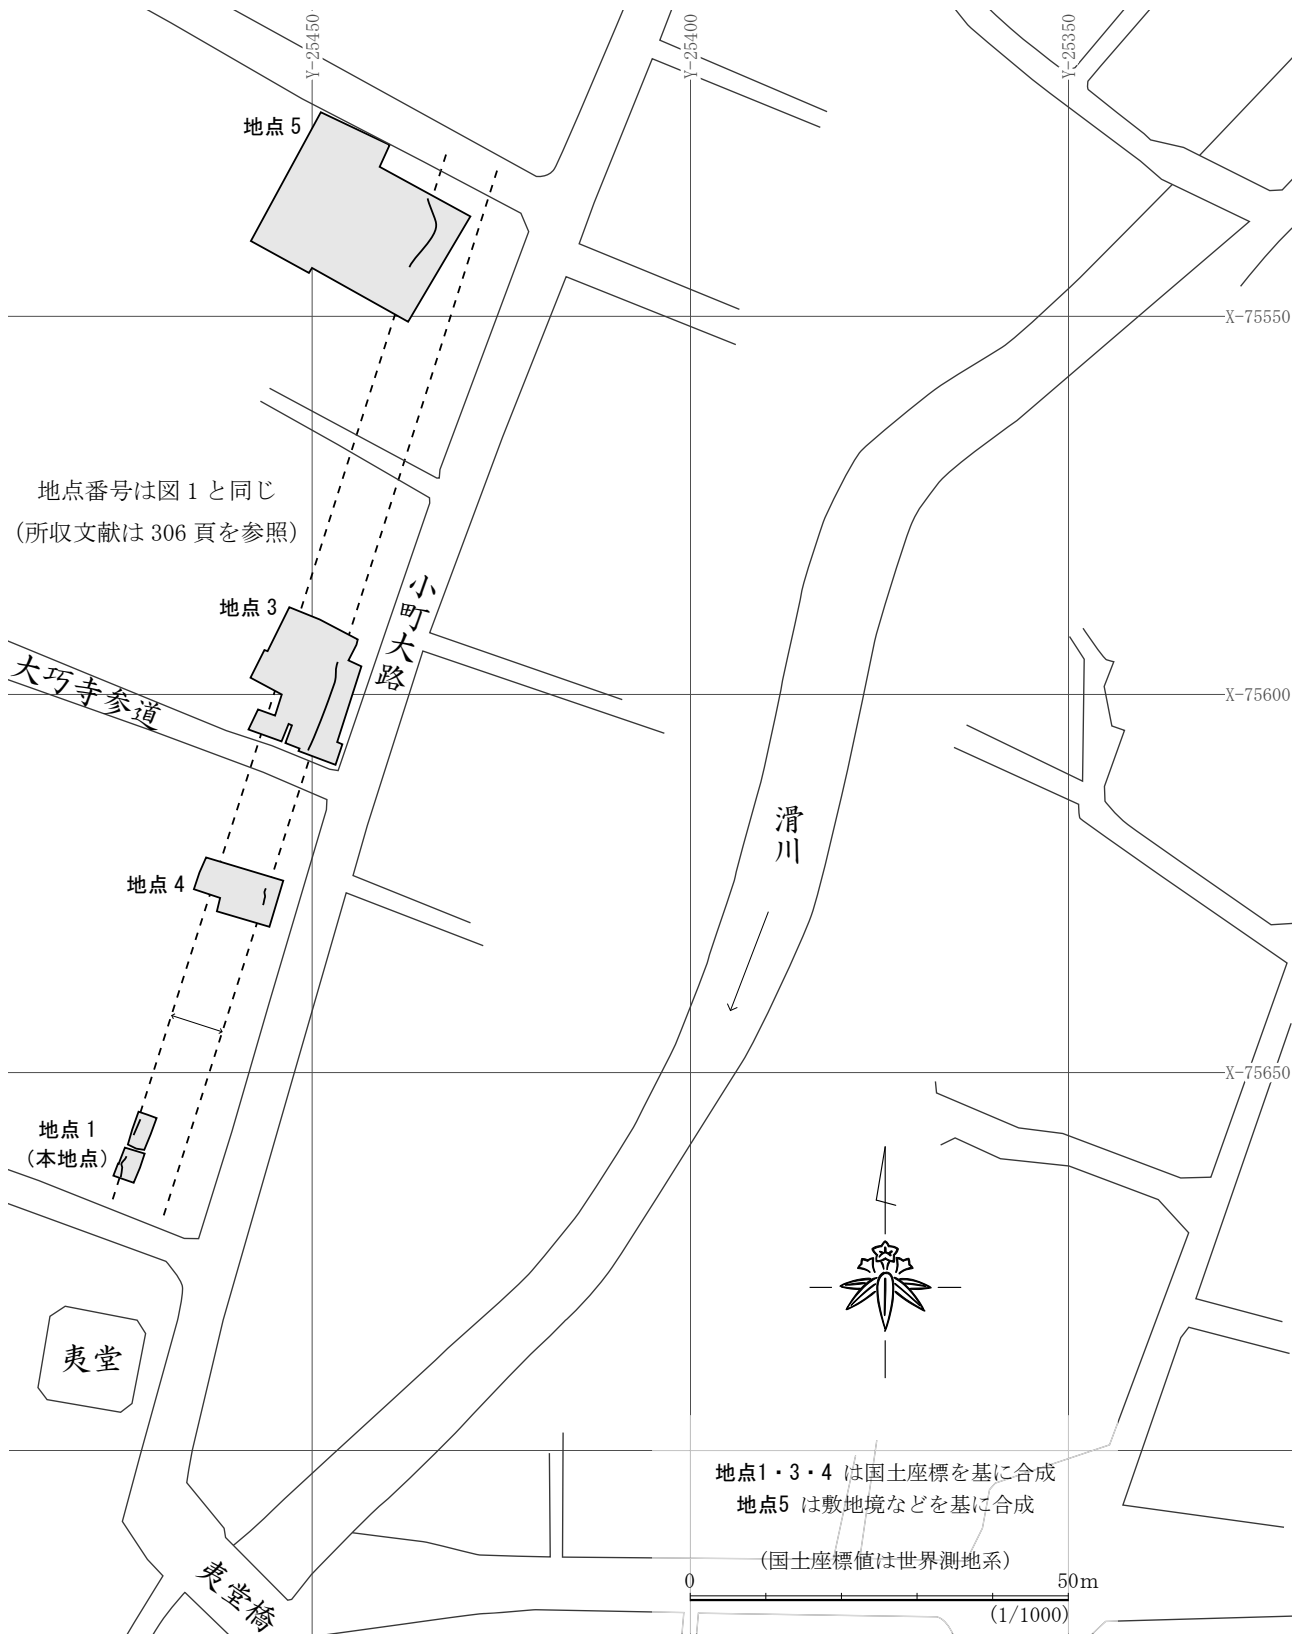 Y-25450
Y-25400
Y-25350
地点 5
X-75550
地点番号は図 1 と同じ
(所収文献は 306 頁を参照)
地点 3
小町大路
大巧寺参道
X-75600
滑川
地点 4
X-75650
地点 1
(本地点)
夷堂
地点1・3・4 は国土座標を基に合成
地点5 は敷地境などを基に合成
(国土座標値は世界測地系)
夷堂橋
0 50m
(1/1000)